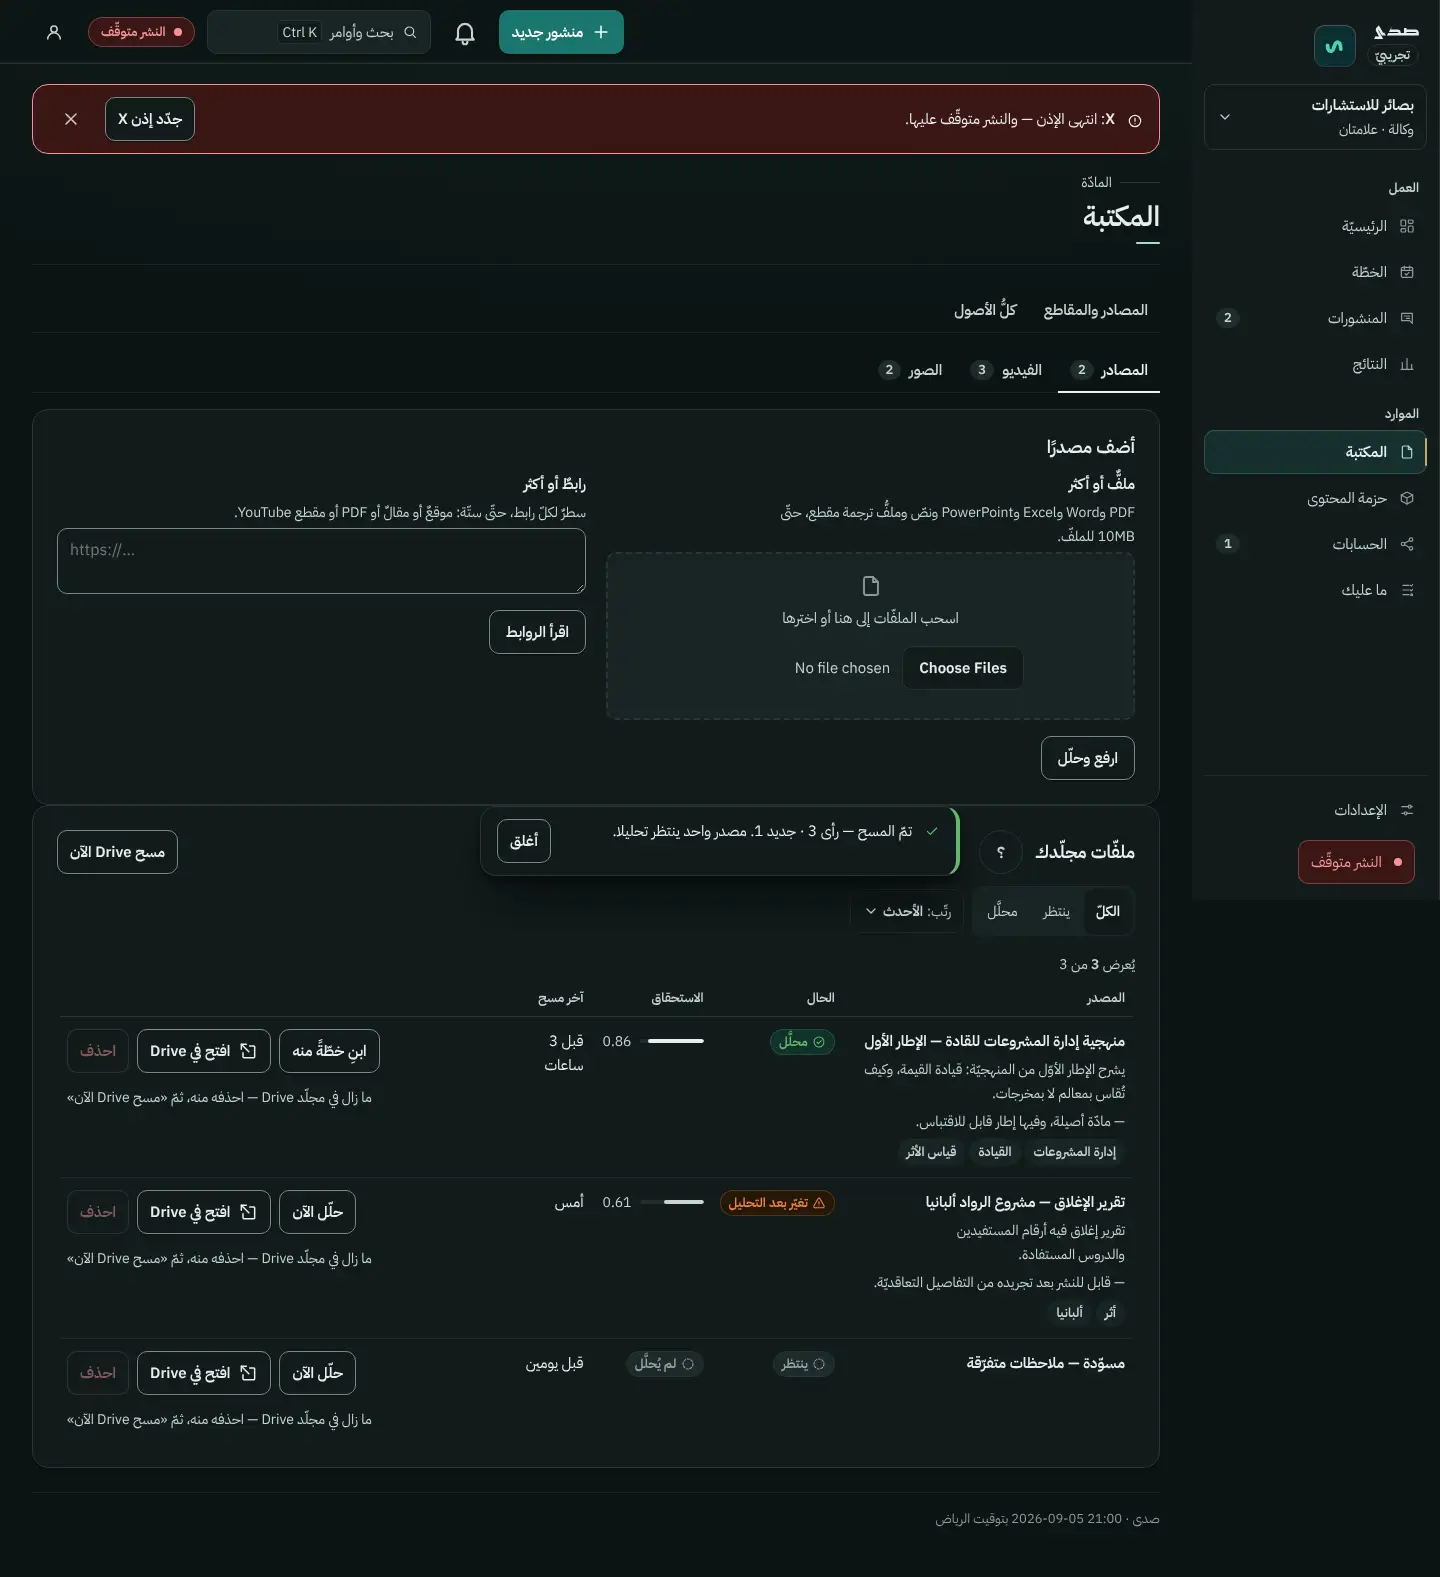 صدى
تجريبيّ
بصائر للاستشارات
وكالة · علامتان
العمل
الرئيسيّة
الخطّة
المنشورات 2
النتائج
الموارد
المكتبة
حزمة المحتوى
الحسابات 1
ما عليك
الإعدادات
النشر متوقّف
منشور جديد
بحث وأوامر Ctrl K
النشر متوقّف
X: انتهى الإذن — والنشر متوقّف عليها.
جدّد إذن X
المادّة
المكتبة
المصادر والمقاطع
كلُّ الأصول
المصادر 2
الفيديو 3
الصور 2
أضف مصدرًا
ملفٌّ أو أكثر
PDF وWord وExcel وPowerPoint ونصّ وملفُّ ترجمة مقطع، حتّى
10MB للملفّ.
اسحب الملفّات إلى هنا أو اخترها
Choose Files No file chosen
ارفع وحلّل
رابطٌ أو أكثر
سطرٌ لكلّ رابط، حتّى ستّة: موقعٌ أو مقالٌ أو PDF أو مقطع YouTube.
https://...
اقرأ الروابط
ملفّات مجلّدك
؟
تمّ المسح — رأى 3 · جديد 1. مصدر واحد ينتظر تحليلا.
أغلق
مسح Drive الآن
الكلّ
ينتظر
محلَّل
رتّب: الأحدث
يُعرض 3 من 3
المصدر الحال الاستحقاق آخر مسح
منهجية إدارة المشروعات للقادة — الإطار الأول
يشرح الإطار الأوّل من المنهجيّة: قيادة القيمة، وكيف
تُقاس بمعالم لا بمخرجات.
— مادّة أصيلة، وفيها إطار قابل للاقتباس.
إدارة المشروعات القيادة قياس الأثر
محلَّل
0.86
قبل 3
ساعات
ابنِ خطّةً منه
افتح في Drive
احذف
ما زال في مجلّد Drive — احذفه منه، ثمّ «مسح Drive الآن»
تقرير الإغلاق — مشروع الرواد ألبانيا
تقرير إغلاق فيه أرقام المستفيدين
والدروس المستفادة.
— قابل للنشر بعد تجريده من التفاصيل التعاقديّة.
أثر ألبانيا
تغيّر بعد التحليل
0.61
أمس
حلّل الآن
افتح في Drive
احذف
ما زال في مجلّد Drive — احذفه منه، ثمّ «مسح Drive الآن»
مسوّدة — ملاحظات متفرّقة
ينتظر
لم يُحلَّل
قبل يومين
حلّل الآن
افتح في Drive
احذف
ما زال في مجلّد Drive — احذفه منه، ثمّ «مسح Drive الآن»
صدى · 2026-09-05 21:00 بتوقيت الرياض